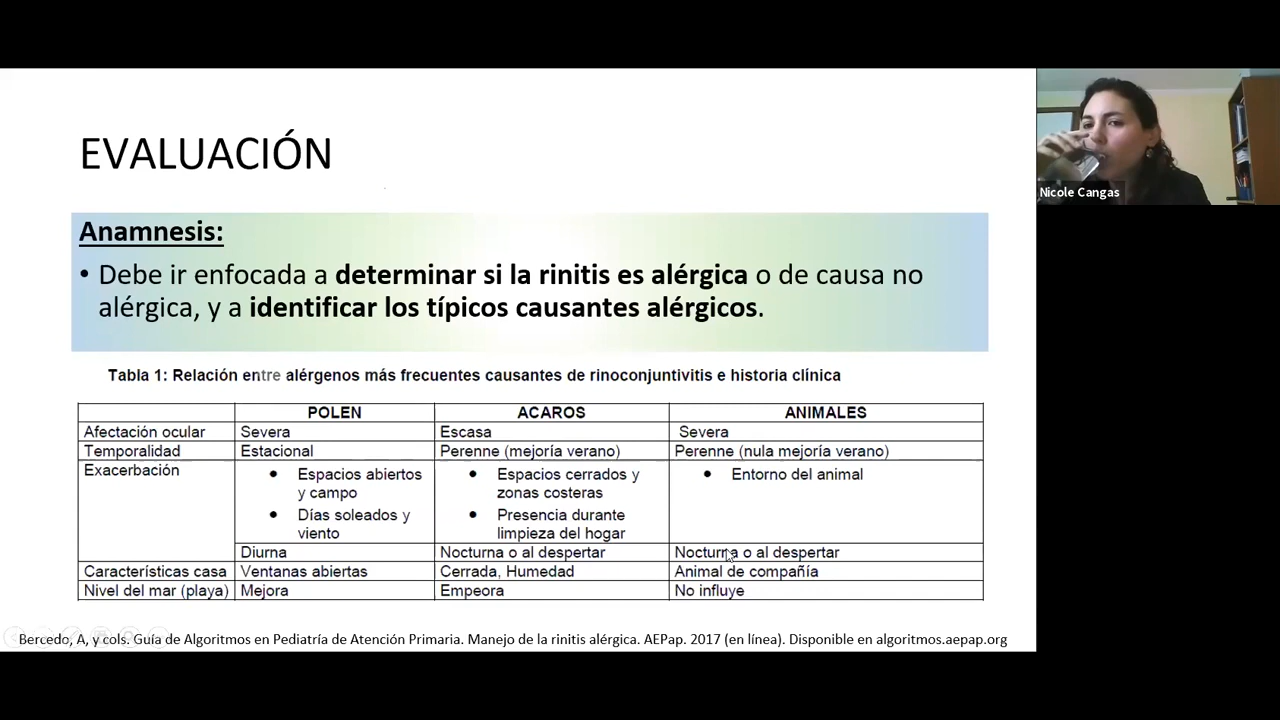 EVALUACIÓN
Nicole Cangas
Anamnesis:
• Debe ir enfocada a determinar si la rinitis es alérgica o de causa no
alérgica, y a identificar los típicos causantes alérgicos.
Tabla 1: Relación entre alérgenos más frecuentes causantes de rinoconjuntivitis e historia clínica
POLEN ACAROS ANIMALES
Afectación ocular Severa Escasa Severa
Temporalidad Estacional Perenne (mejoría verano) Perenne (nula mejoría verano)
Exacerbación • Espacios abiertos y campo • Espacios cerrados y zonas costeras • Entorno del animal
• Días soleados y viento • Presencia durante limpieza del hogar
Diurna Nocturna o al despertar Nocturna o al despertar
Características casa Ventanas abiertas Cerrada, Humedad Animal de compañía
Nivel del mar (playa) Mejora Empeora No influye
Bercedo, A, y cols. Guía de Algoritmos en Pediatría de Atención Primaria. Manejo de la rinitis alérgica. AEPap. 2017 (en línea). Disponible en algoritmos.aepap.org